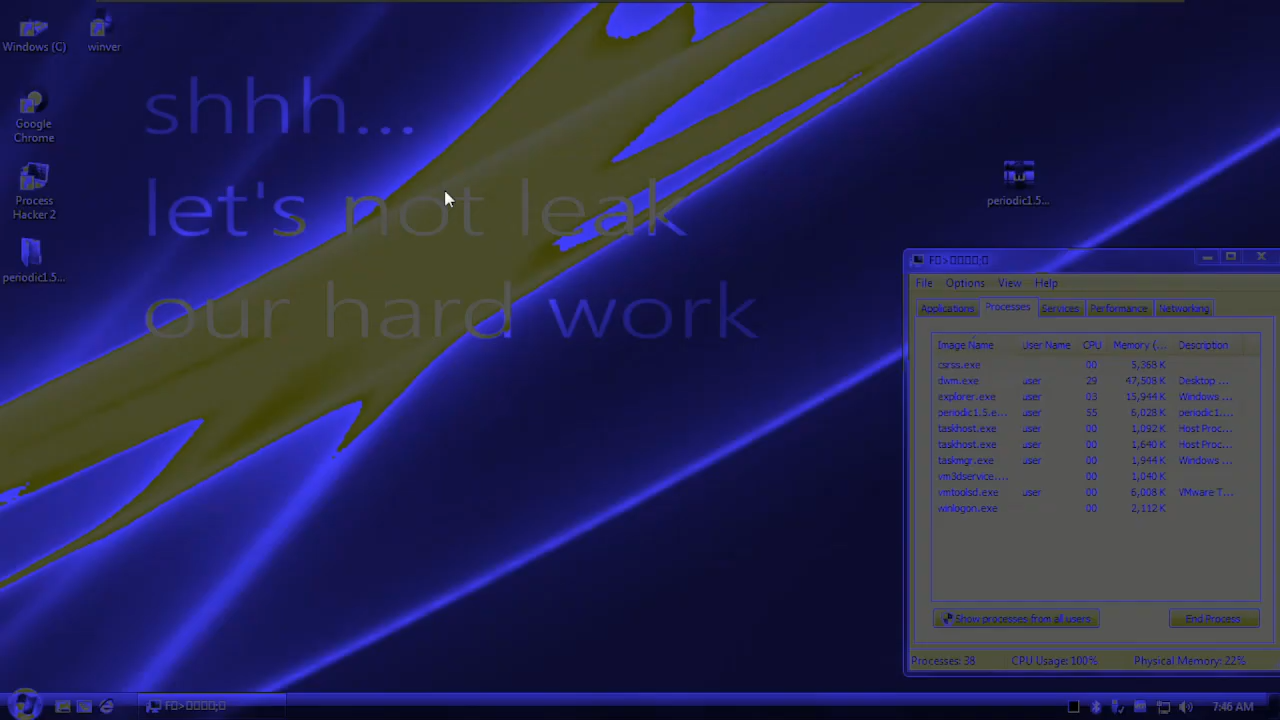 Windows (C)
winver
Google
Chrome
Process
Hacker 2
periodic1.5...
shhh...
let's not leak
our hard work
periodic1.5...
File Options View Help
Applications Processes Services Performance Networking
Image Name User Name CPU Memory (... Description
csrss.exe 00 5,368 K
dwm.exe user 29 47,508 K Desktop ...
explorer.exe user 03 15,944 K Windows ...
periodic1.5.e... user 55 6,028 K periodic1....
taskhost.exe user 00 1,092 K Host Proc...
taskhost.exe user 00 1,640 K Host Proc...
taskmgr.exe user 00 1,944 K Windows ...
vm3dservice.... 00 1,040 K
vmtoolsd.exe user 00 6,008 K VMware T...
winlogon.exe 00 2,112 K
Show processes from all users End Process
Processes: 38 CPU Usage: 100% Physical Memory: 22%
7:46 AM